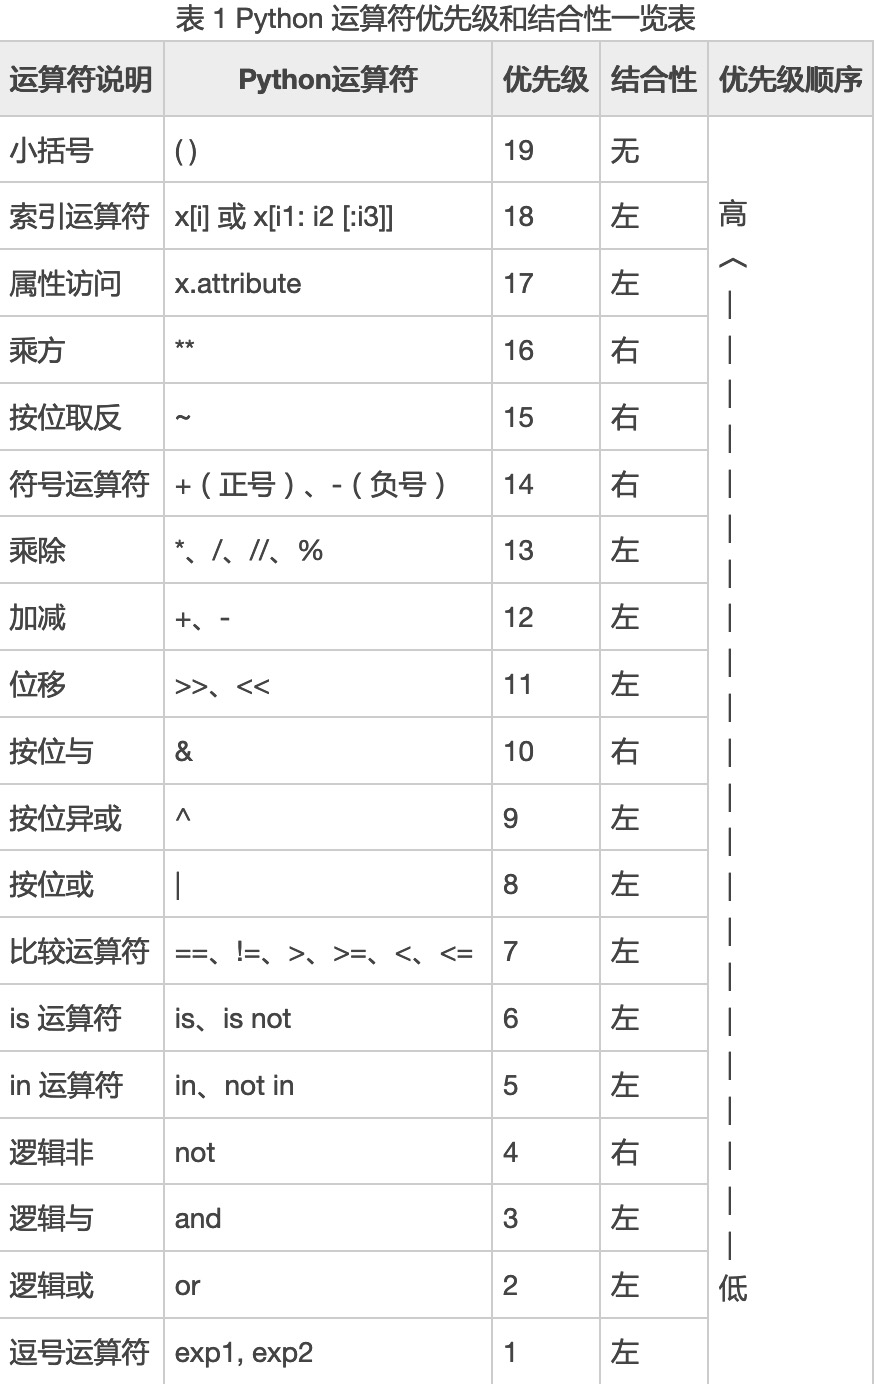 表 1 Python 运算符优先级和结合性一览表
运算符说明 Python运算符 优先级 结合性 优先级顺序
小括号 ( ) 19 无
索引运算符 x[i] 或 x[i1: i2 [:i3]] 18 左 高
︿
属性访问 x.attribute 17 左 |
乘方 ** 16 右 |
|
按位取反 ~ 15 右 |
符号运算符 +（正号）、-（负号） 14 右 |
|
乘除 *、/、//、% 13 左 |
加减 +、- 12 左 |
|
位移 >>、<< 11 左 |
按位与 & 10 右 |
|
按位异或 ^ 9 左 |
按位或 | 8 左 |
比较运算符 ==、!=、>、>=、<、<= 7 左 |
|
is 运算符 is、is not 6 左 |
|
in 运算符 in、not in 5 左 |
逻辑非 not 4 右 |
|
逻辑与 and 3 左 |
逻辑或 or 2 左 低
逗号运算符 exp1, exp2 1 左